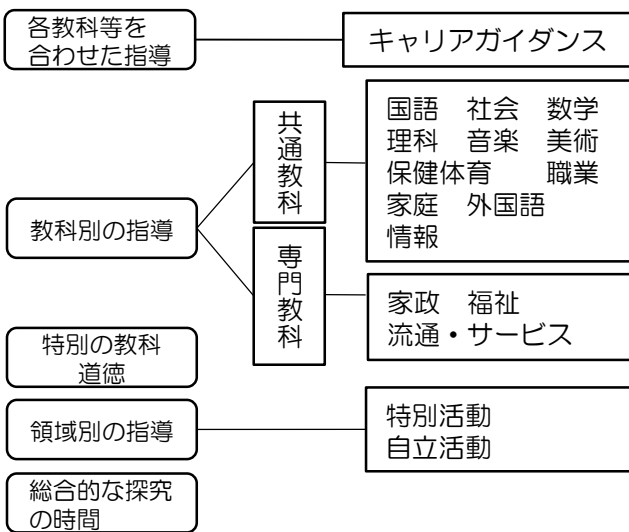 各教科等を
合わせた指導
キャリアガイダンス
教科別の指導
共通教科
国語　社会　数学
理科　音楽　美術
保健体育　　職業
家庭　外国語
情報
専門教科
家政　福祉
流通・サービス
特別の教科
道徳
領域別の指導
特別活動
自立活動
総合的な探究
の時間